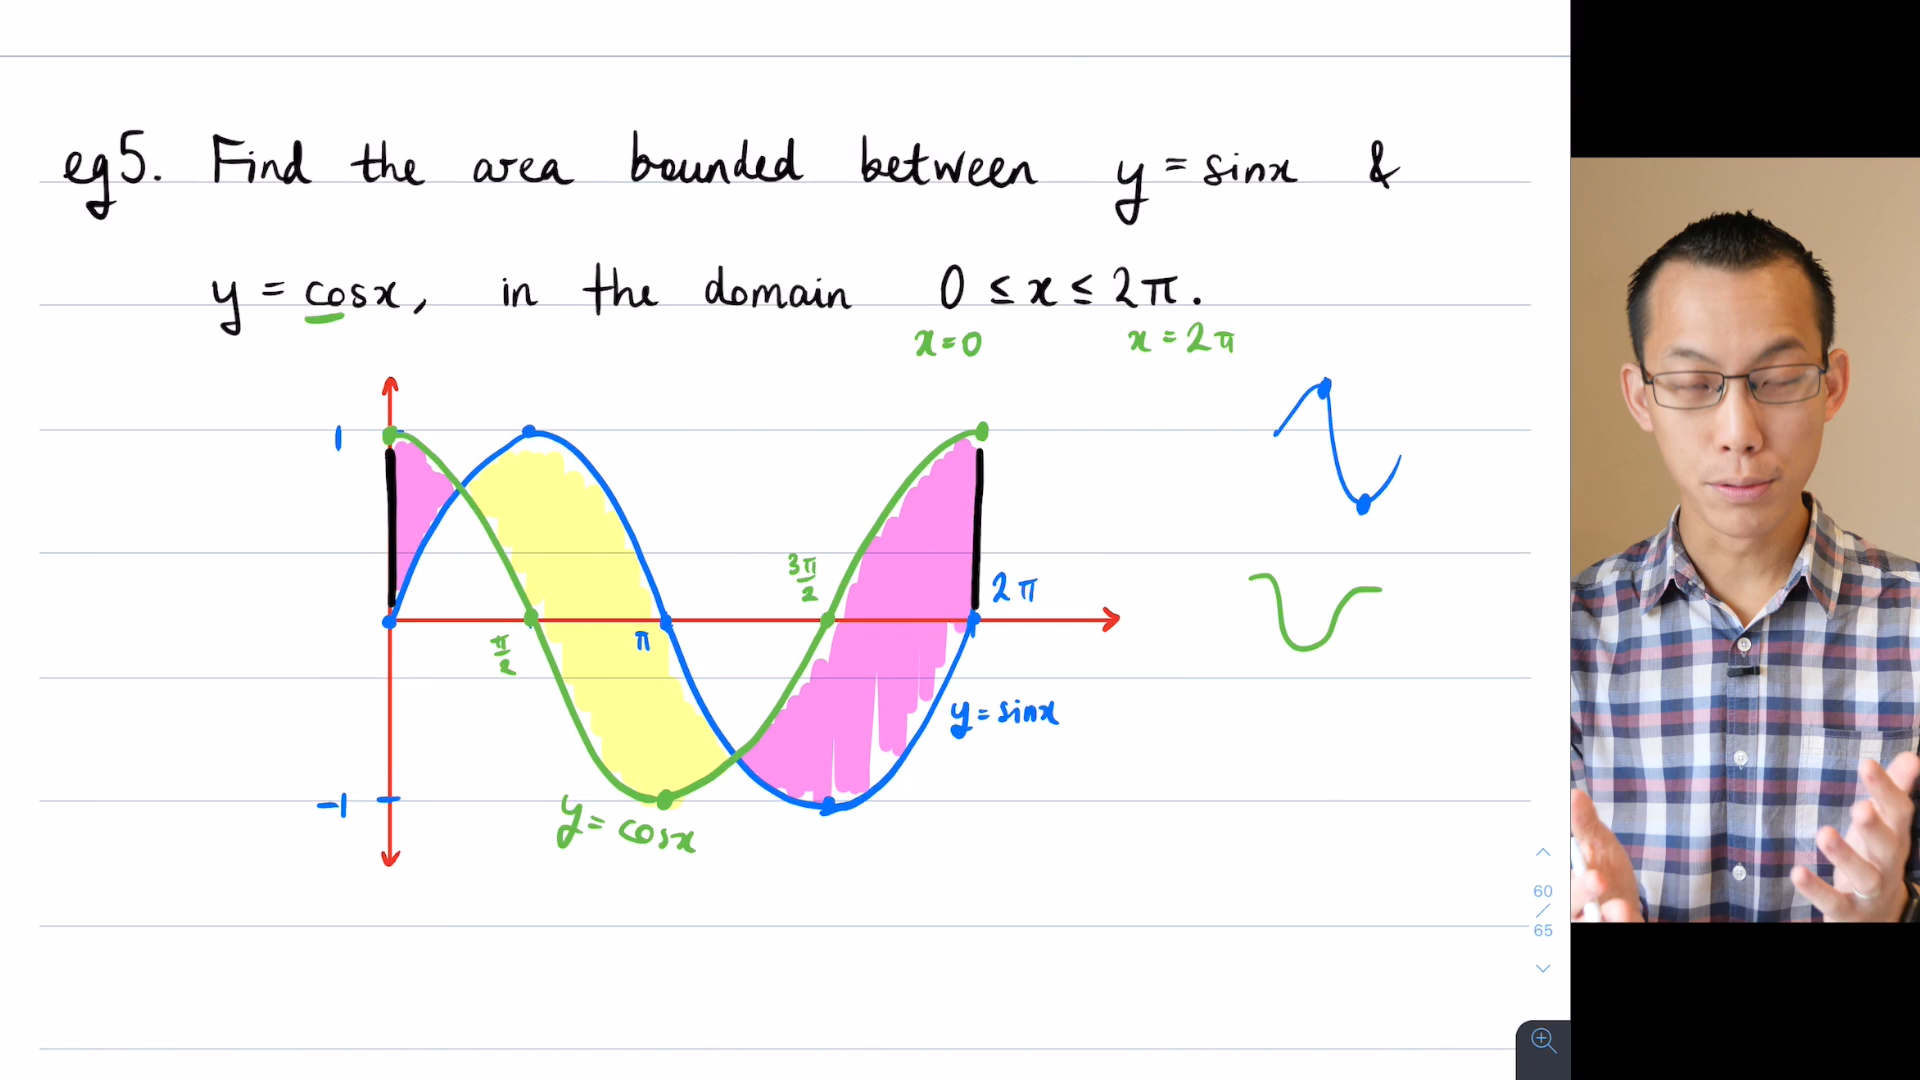 eg5. Find the area bounded between y = sinx &
y = cosx, in the domain 0 ≤ x ≤ 2π.
x=0 x=2π
1
3π/2
2π
π/2
π
y=sinx
-1
y=cosx
60
/
65